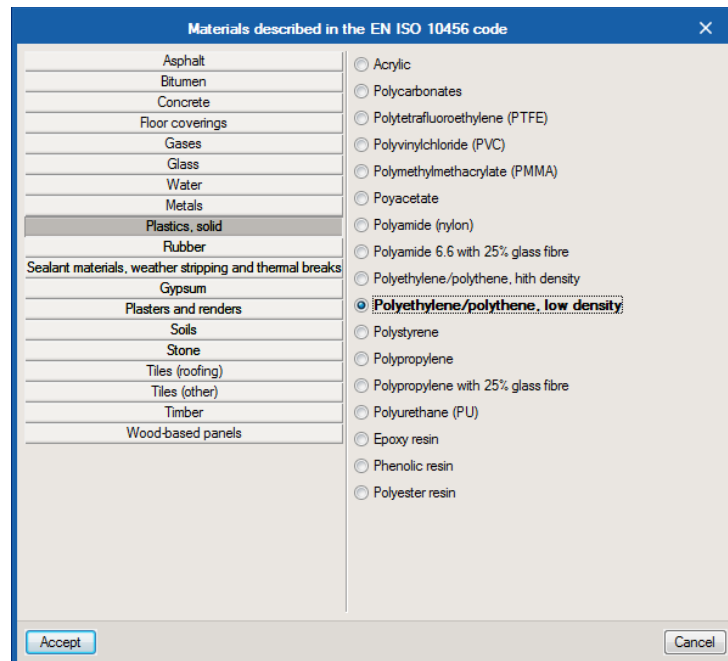 Materials described in the EN ISO 10456 code
Asphalt
Bitumen
Concrete
Floor coverings
Gases
Glass
Water
Metals
Plastics, solid
Rubber
Sealant materials, weather stripping and thermal breaks
Gypsum
Plasters and renders
Soils
Stone
Tiles (roofing)
Tiles (other)
Timber
Wood-based panels
Acrylic
Polycarbonates
Polytetrafluoroethylene (PTFE)
Polyvinylchloride (PVC)
Polymethylmethacrylate (PMMA)
Poyacetate
Polyamide (nylon)
Polyamide 6.6 with 25% glass fibre
Polyethylene/polythene, hith density
Polyethylene/polythene, low density
Polystyrene
Polypropylene
Polypropylene with 25% glass fibre
Polyurethane (PU)
Epoxy resin
Phenolic resin
Polyester resin
Accept
Cancel